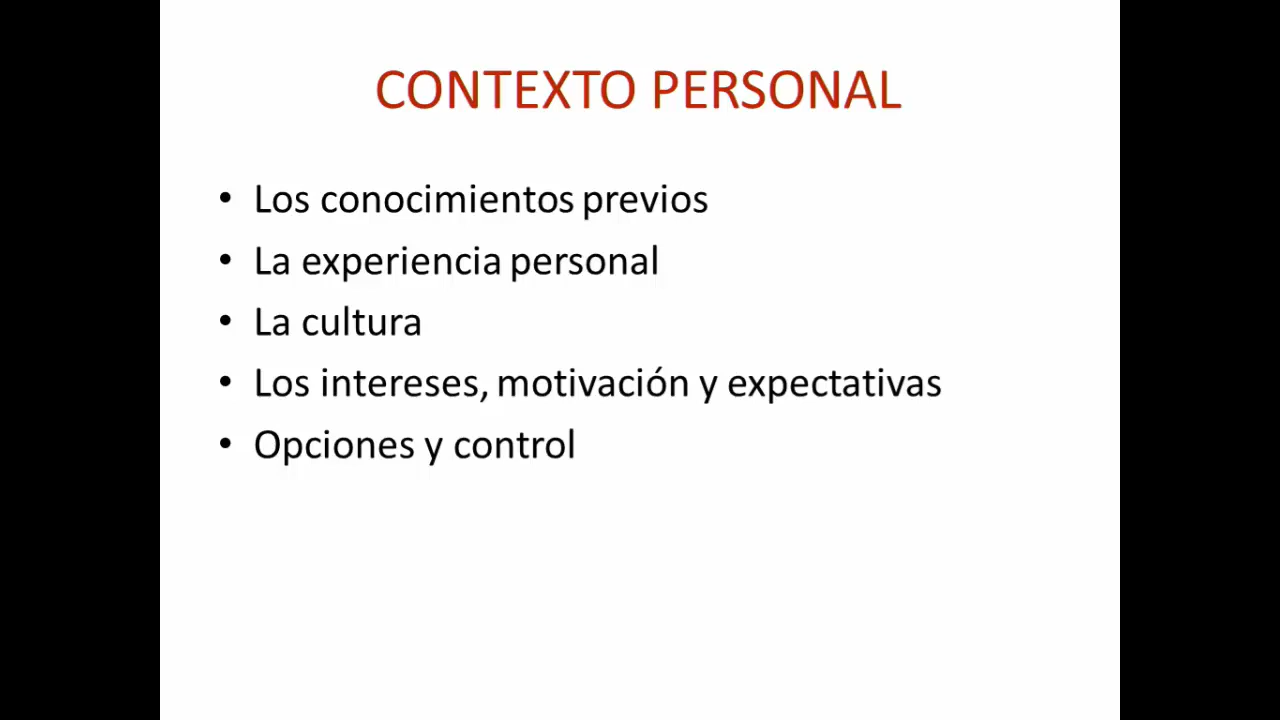 CONTEXTO PERSONAL
• Los conocimientos previos
• La experiencia personal
• La cultura
• Los intereses, motivación y expectativas
• Opciones y control